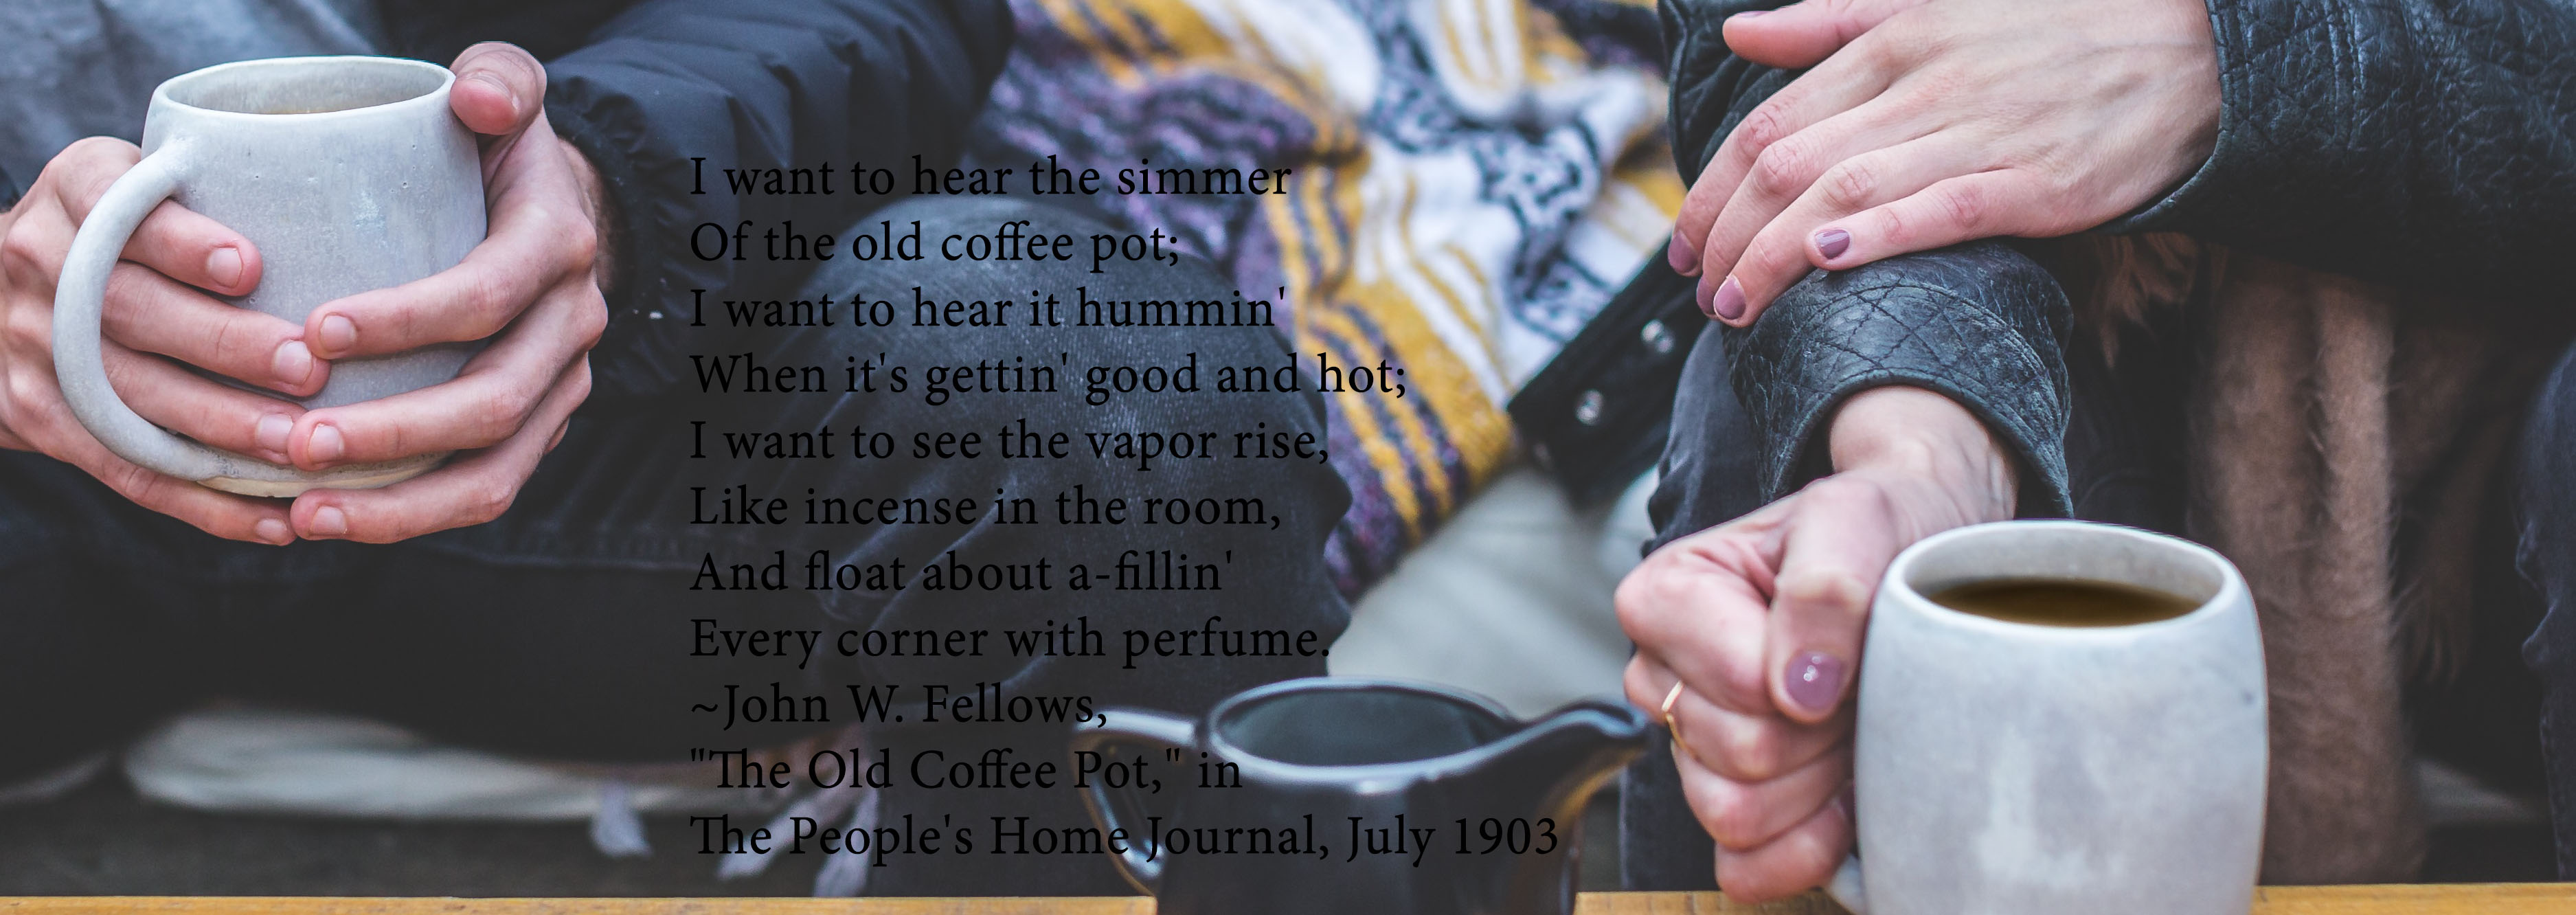 I want to hear the simmer
Of the old coffee pot;
I want to hear it hummin'
When it's gettin' good and hot;
I want to see the vapor rise,
Like incense in the room,
And float about a-fillin'
Every corner with perfume.
~John W. Fellows,
"The Old Coffee Pot," in
The People's Home Journal, July 1903